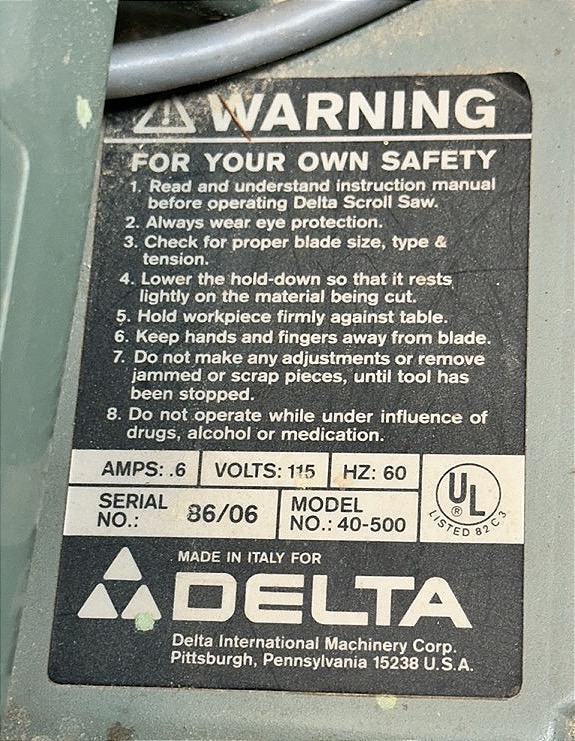 WARNING
FOR YOUR OWN SAFETY
1. Read and understand instruction manual
before operating Delta Scroll Saw.
2. Always wear eye protection.
3. Check for proper blade size, type &
tension.
4. Lower the hold-down so that it rests
lightly on the material being cut.
5. Hold workpiece firmly against table.
6. Keep hands and fingers away from blade.
7. Do not make any adjustments or remove
jammed or scrap pieces, until tool has
been stopped.
8. Do not operate while under influence of
drugs, alcohol or medication.
AMPS: .6 VOLTS: 115 HZ: 60
SERIAL
NO.: 86/06
MODEL
NO.: 40-500
UL
®
LISTED 82C3
MADE IN ITALY FOR
DELTA
Delta International Machinery Corp.
Pittsburgh, Pennsylvania 15238 U.S.A.